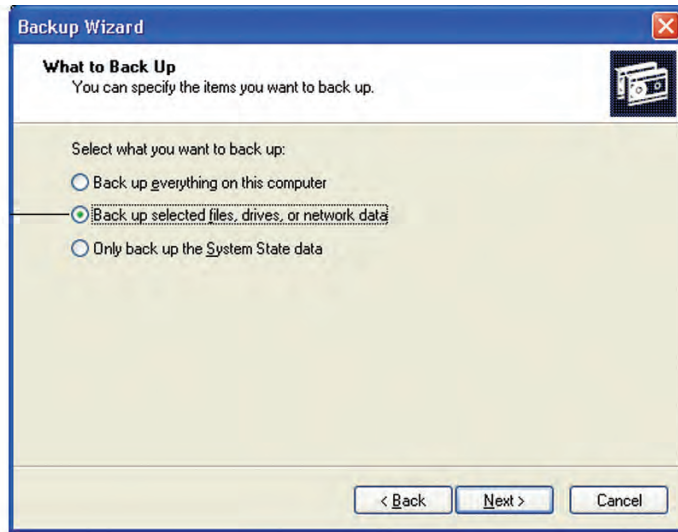 Backup Wizard
What to Back Up
You can specify the items you want to back up.
Select what you want to back up:
Back up everything on this computer
Back up selected files, drives, or network data
Only back up the System State data
< Back
Next >
Cancel